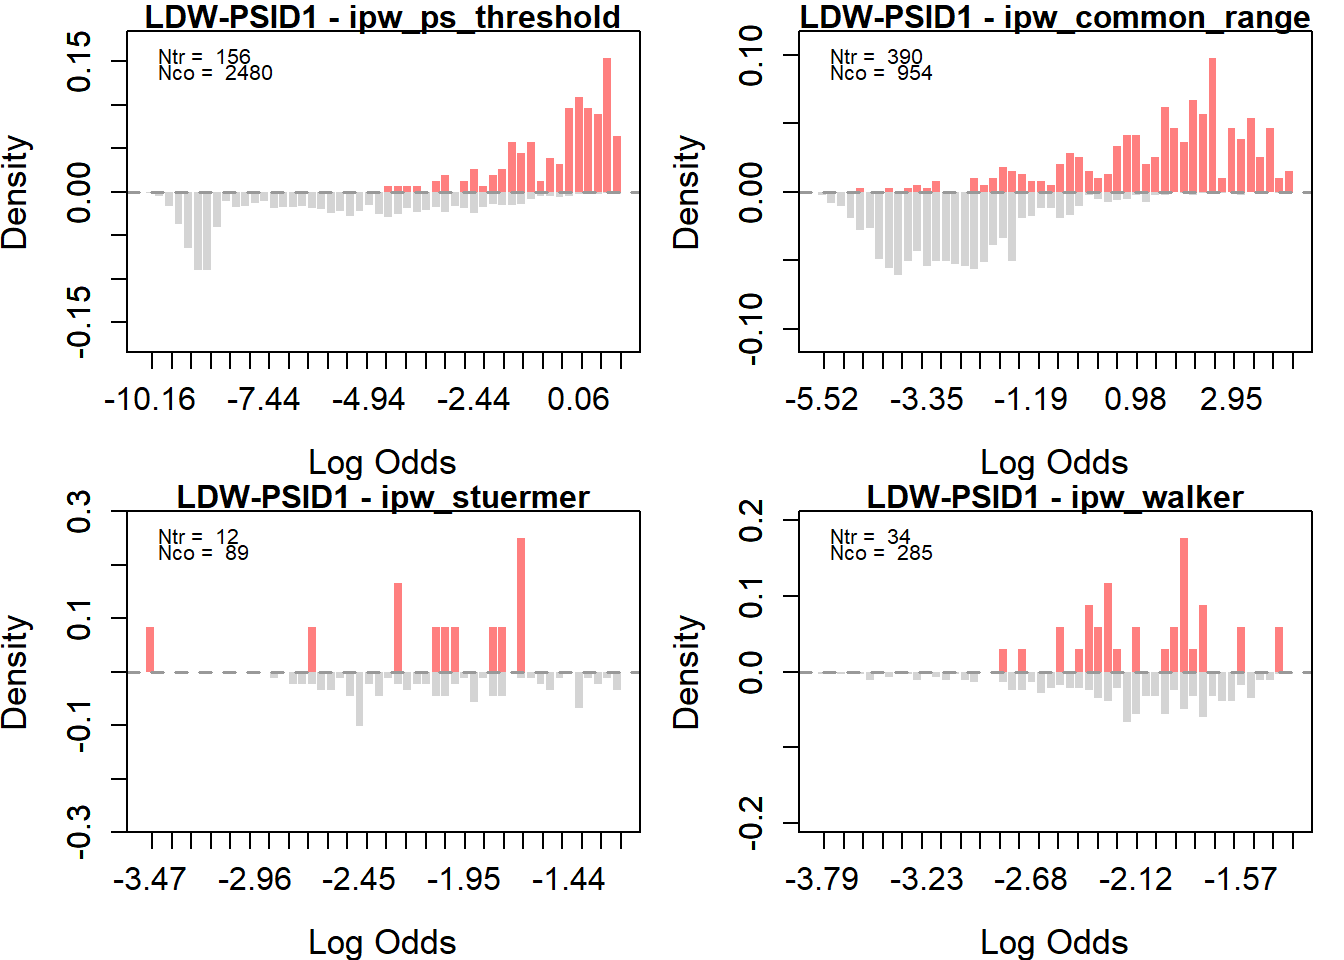 LDW-PSID1 - ipw_ps_threshold
Ntr = 156
Nco = 2480
0.15
0.00
-0.15
Density
-10.16 -7.44 -4.94 -2.44 0.06
Log Odds
LDW-PSID1 - ipw_common_range
Ntr = 390
Nco = 954
0.10
0.00
-0.10
Density
-5.52 -3.35 -1.19 0.98 2.95
Log Odds
LDW-PSID1 - ipw_stuermer
Ntr = 12
Nco = 89
0.3
0.1
-0.1
-0.3
Density
-3.47 -2.96 -2.45 -1.95 -1.44
Log Odds
LDW-PSID1 - ipw_walker
Ntr = 34
Nco = 285
0.2
0.1
0.0
-0.2
Density
-3.79 -3.23 -2.68 -2.12 -1.57
Log Odds